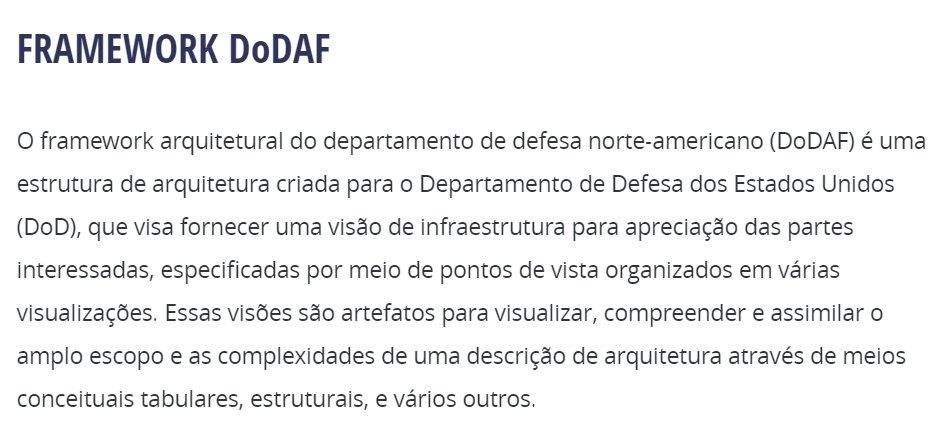 FRAMEWORK DoDAF
O framework arquitetural do departamento de defesa norte-americano (DoDAF) é uma
estrutura de arquitetura criada para o Departamento de Defesa dos Estados Unidos
(DoD), que visa fornecer uma visão de infraestrutura para apreciação das partes
interessadas, especificadas por meio de pontos de vista organizados em várias
visualizações. Essas visões são artefatos para visualizar, compreender e assimilar o
amplo escopo e as complexidades de uma descrição de arquitetura através de meios
conceituais tabulares, estruturais, e vários outros.